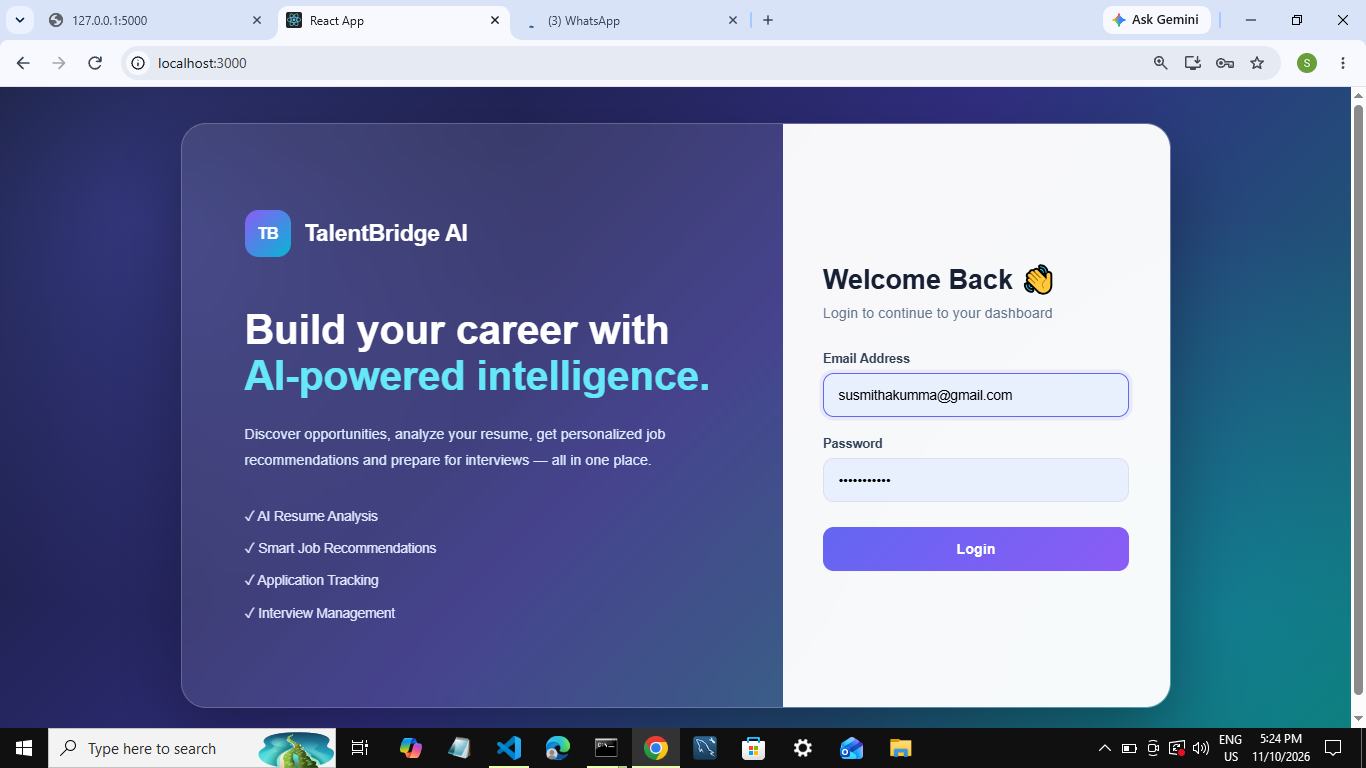 127.0.0.1:5000
React App
(3) WhatsApp
Ask Gemini
localhost:3000
S
TB
TalentBridge AI
Build your career with
AI-powered intelligence.
Discover opportunities, analyze your resume, get personalized job
recommendations and prepare for interviews — all in one place.
✓ AI Resume Analysis
✓ Smart Job Recommendations
✓ Application Tracking
✓ Interview Management
Welcome Back 👋
Login to continue to your dashboard
Email Address
susmithakumma@gmail.com
Password
•••••••••••
Login
Type here to search
ENG
US
5:24 PM
11/10/2026